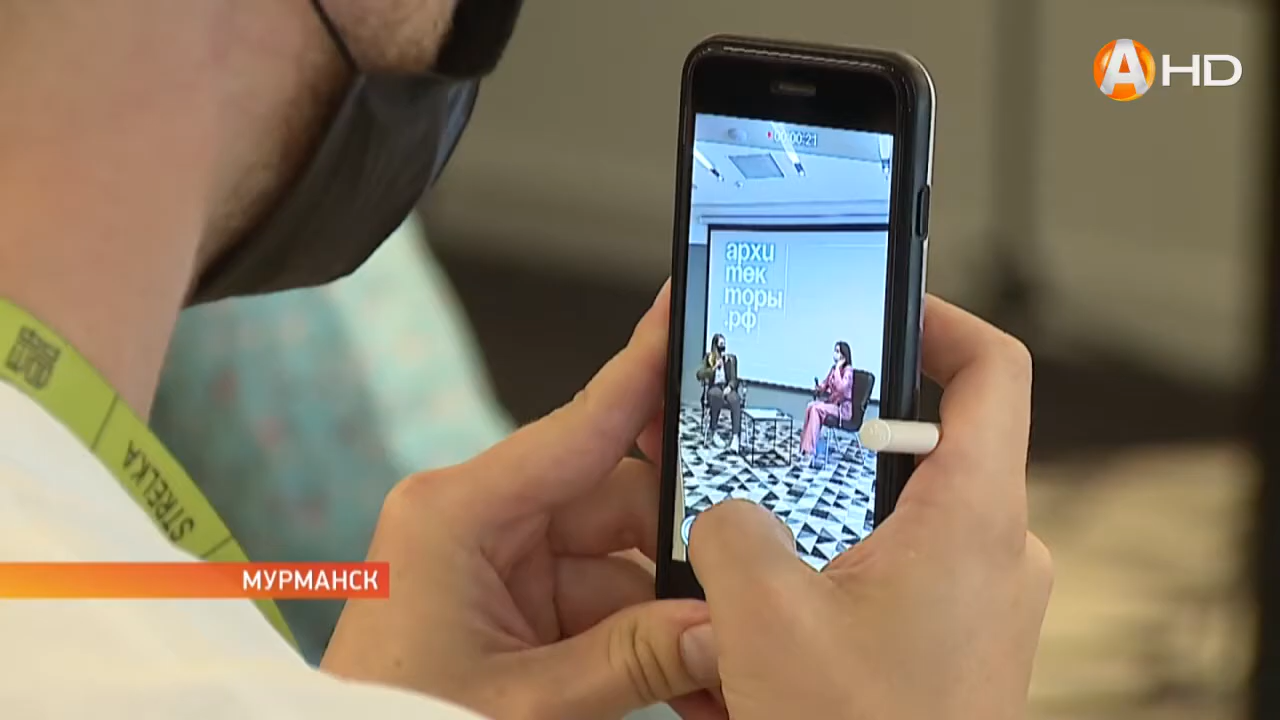 A HD
00:00:21
архи
тек
торы
.рф
STRELKA
МУРМАНСК